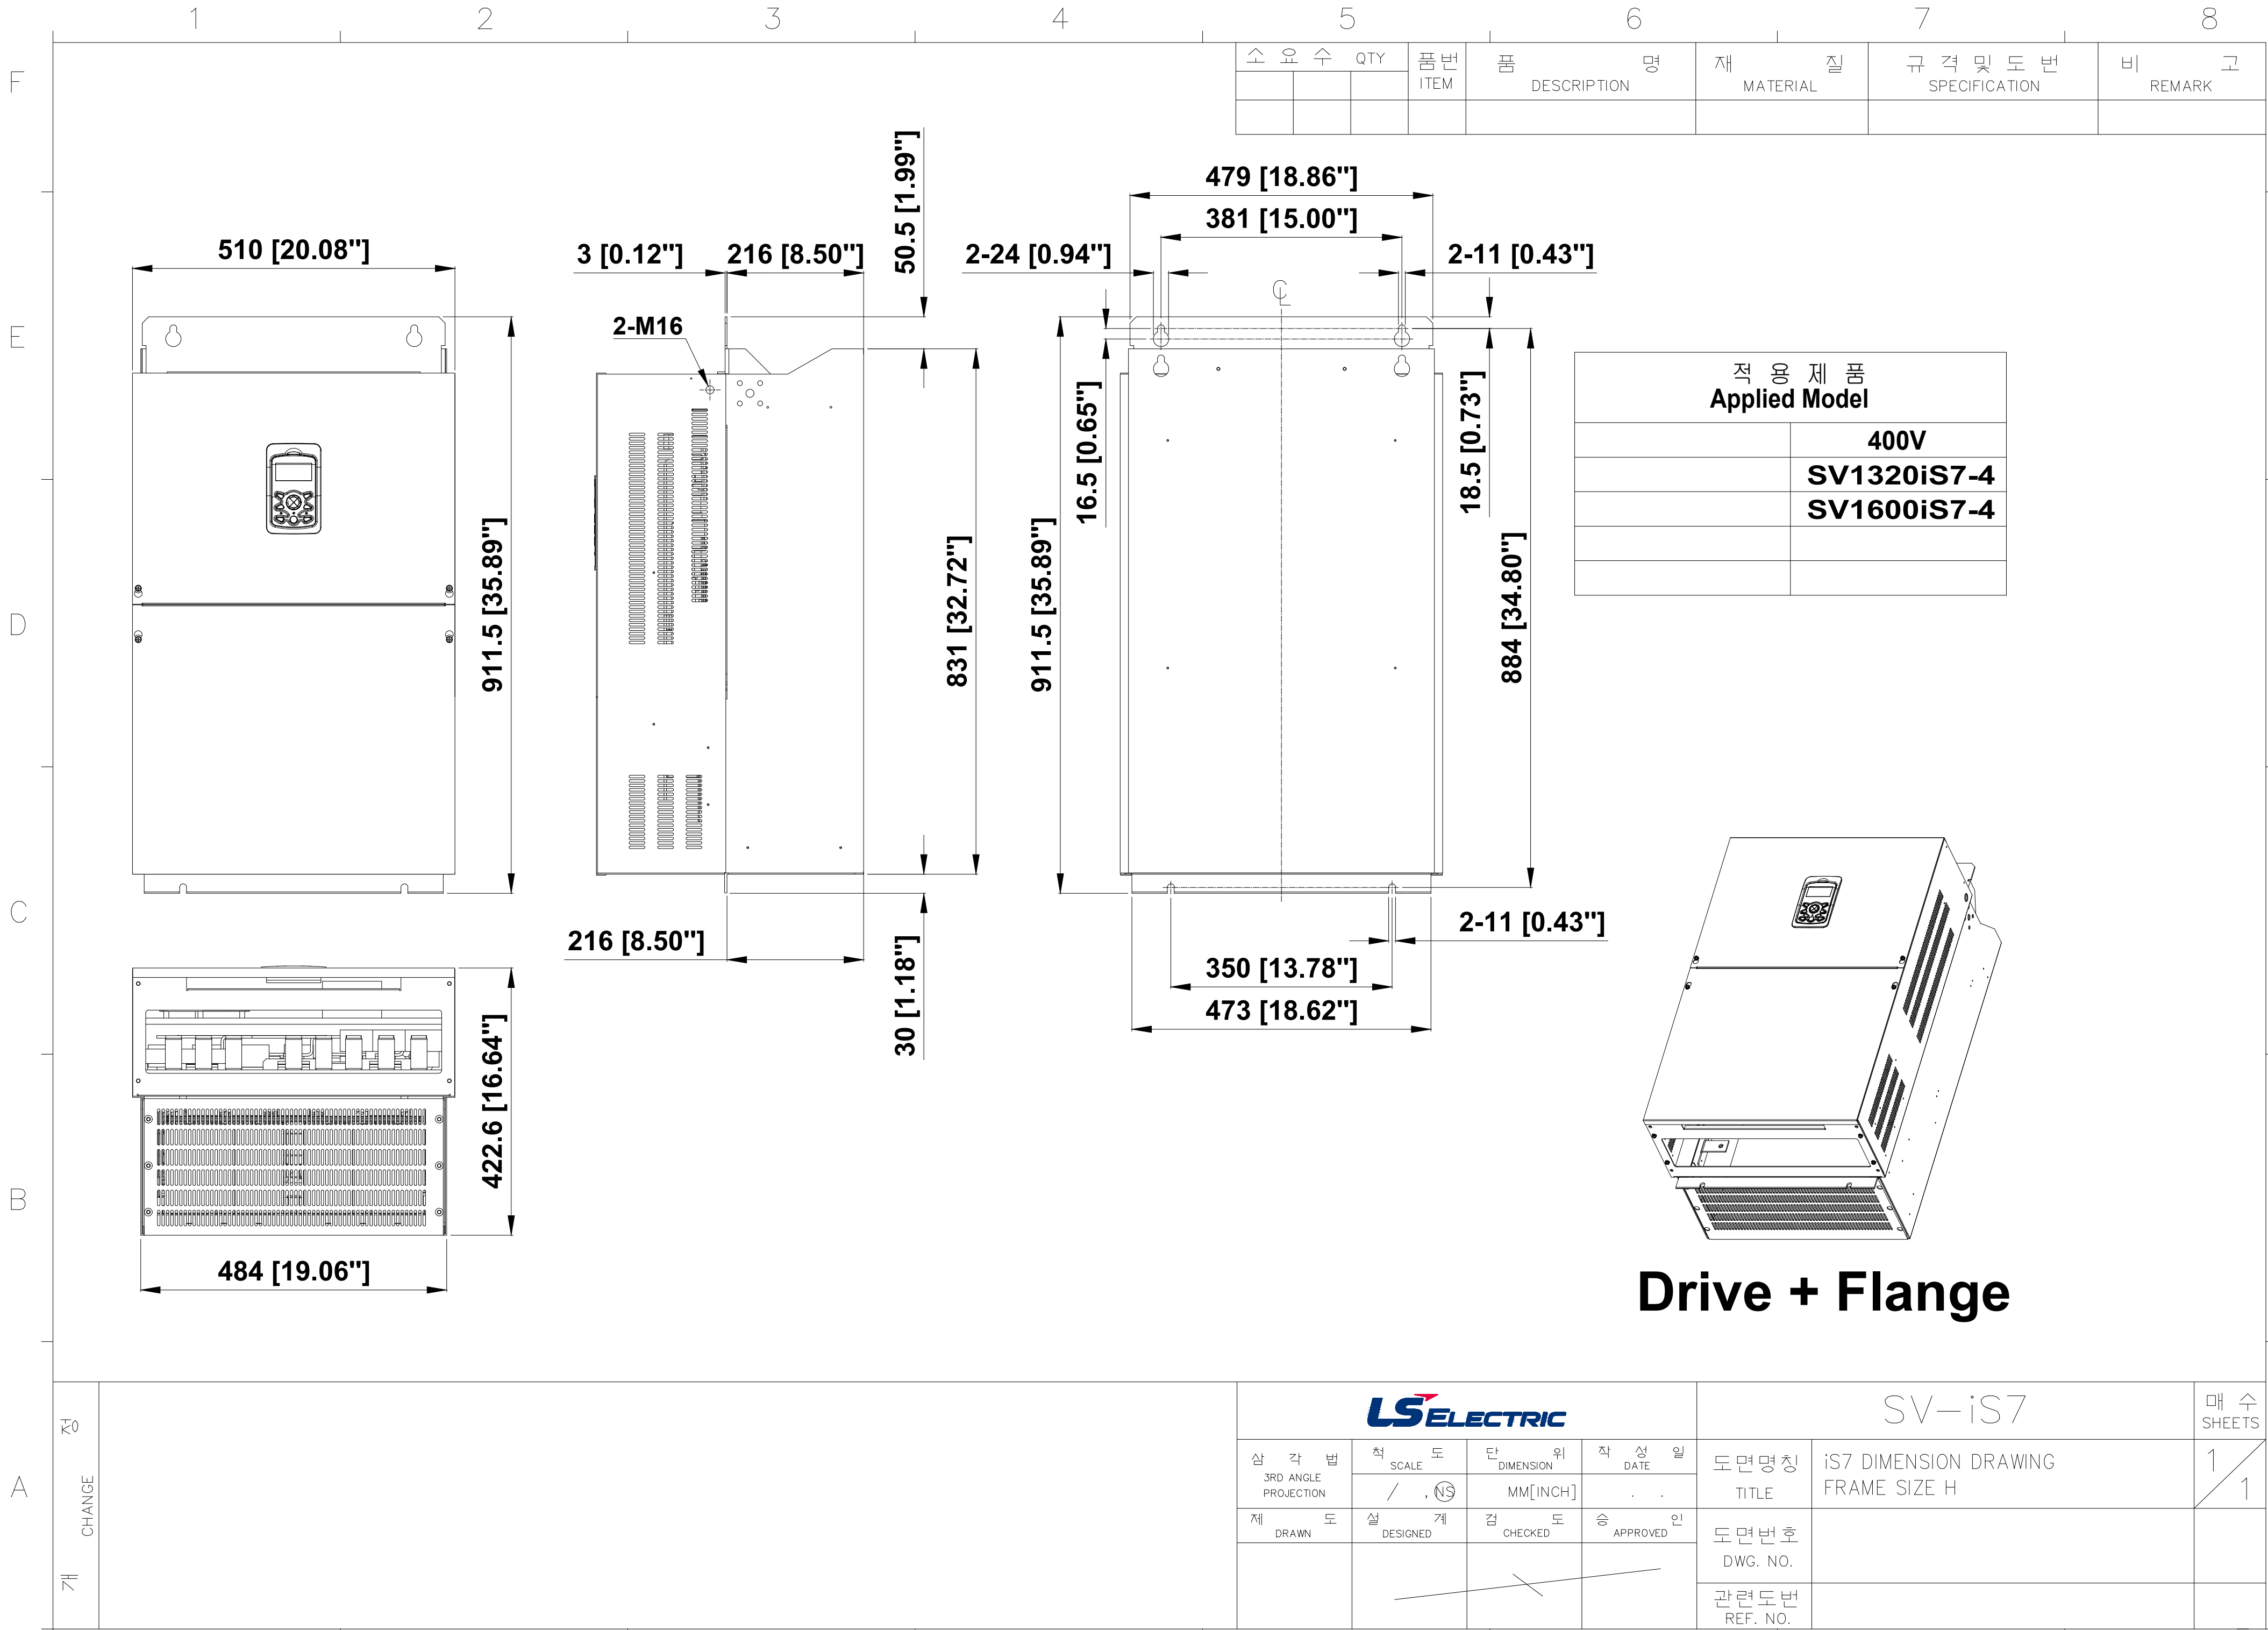 1 2 3 4 5 6 7 8
F
E
D
C
B
A
소 요 수 QTY
품번
ITEM
품 명
DESCRIPTION
재 질
MATERIAL
규 격 및 도 번
SPECIFICATION
비 고
REMARK
510 [20.08"]
911.5 [35.89"]
3 [0.12"]
216 [8.50"]
50.5 [1.99"]
2-M16
831 [32.72"]
216 [8.50"]
30 [1.18"]
479 [18.86"]
381 [15.00"]
2-24 [0.94"]
2-11 [0.43"]
16.5 [0.65"]
18.5 [0.73"]
911.5 [35.89"]
884 [34.80"]
2-11 [0.43"]
350 [13.78"]
473 [18.62"]
422.6 [16.64"]
484 [19.06"]
적 용 제 품
Applied Model
400V
SV1320iS7-4
SV1600iS7-4
Drive + Flange
정
CHANGE
개
LS ELECTRIC
SV-iS7
매 수
SHEETS
1/1
삼 각 법
3RD ANGLE
PROJECTION
척 도
SCALE
/ , NS
단 위
DIMENSION
MM[INCH]
작 성 일
DATE
. .
도면명칭
TITLE
iS7 DIMENSION DRAWING
FRAME SIZE H
제 도
DRAWN
설 계
DESIGNED
검 도
CHECKED
승 인
APPROVED
도면번호
DWG. NO.
관련도번
REF. NO.